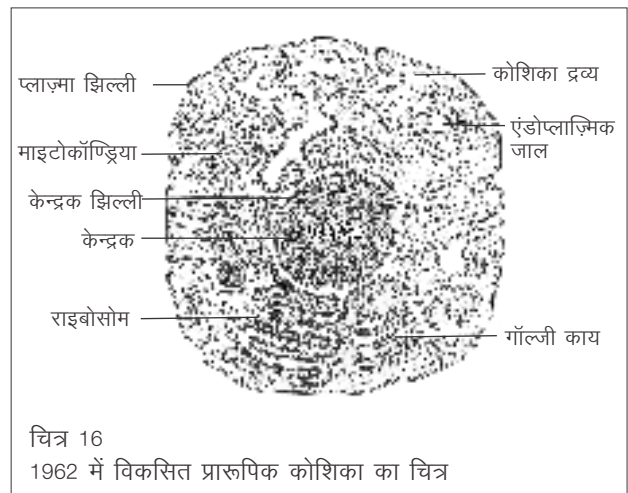 प्लाज़्मा झिल्ली
कोशिका द्रव्य
एंडोप्लाज़्मिक
जाल
माइटोकॉण्ड्रिया
केन्द्रक झिल्ली
केन्द्रक
राइबोसोम
गॉल्जी काय
चित्र 16
1962 में विकसित प्रारूपिक कोशिका का चित्र